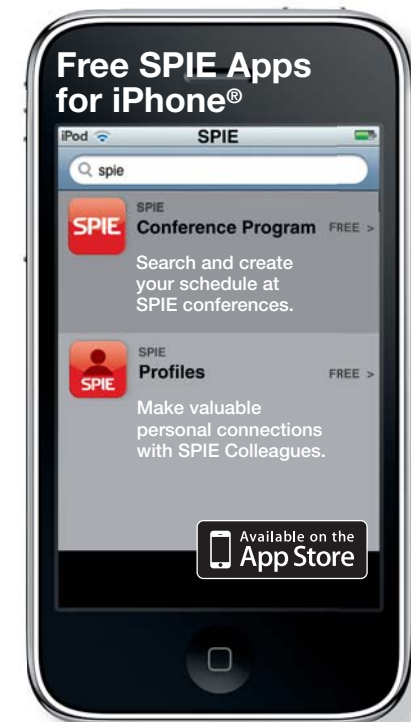 Free SPIE Apps
for iPhone®
iPod SPIE
spie
SPIE
SPIE
Conference Program FREE >
Search and create
your schedule at
SPIE conferences.
SPIE
SPIE
Profiles FREE >
Make valuable
personal connections
with SPIE Colleagues.
Available on the
App Store